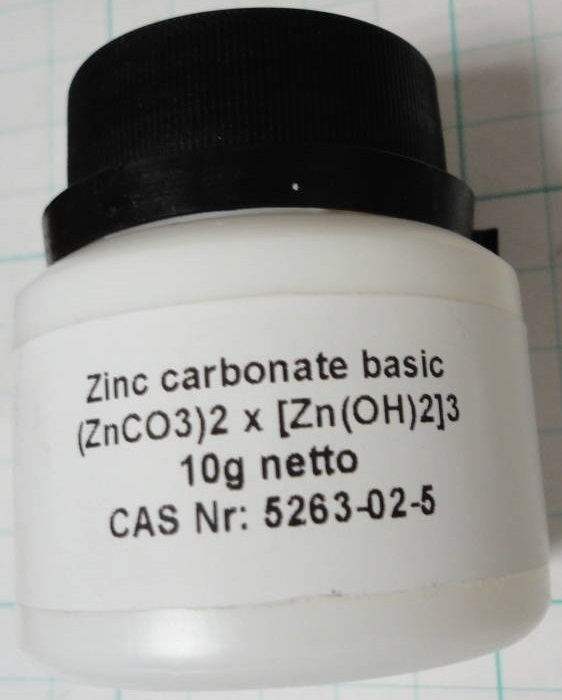 Zinc carbonate basic
(ZnCO3)2 x [Zn(OH)2]3
10g netto
CAS Nr: 5263-02-5